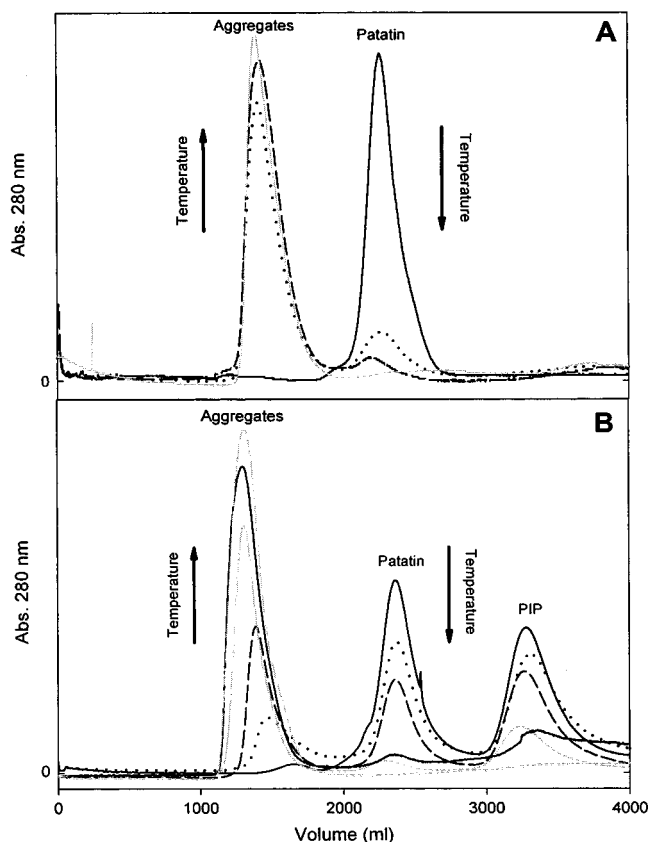 Aggregates
Patatin
A
Temperature
Temperature
Abs. 280 nm
0
Aggregates
B
Patatin
PIP
Temperature
Temperature
Abs. 280 nm
0
0 1000 2000 3000 4000
Volume (ml)